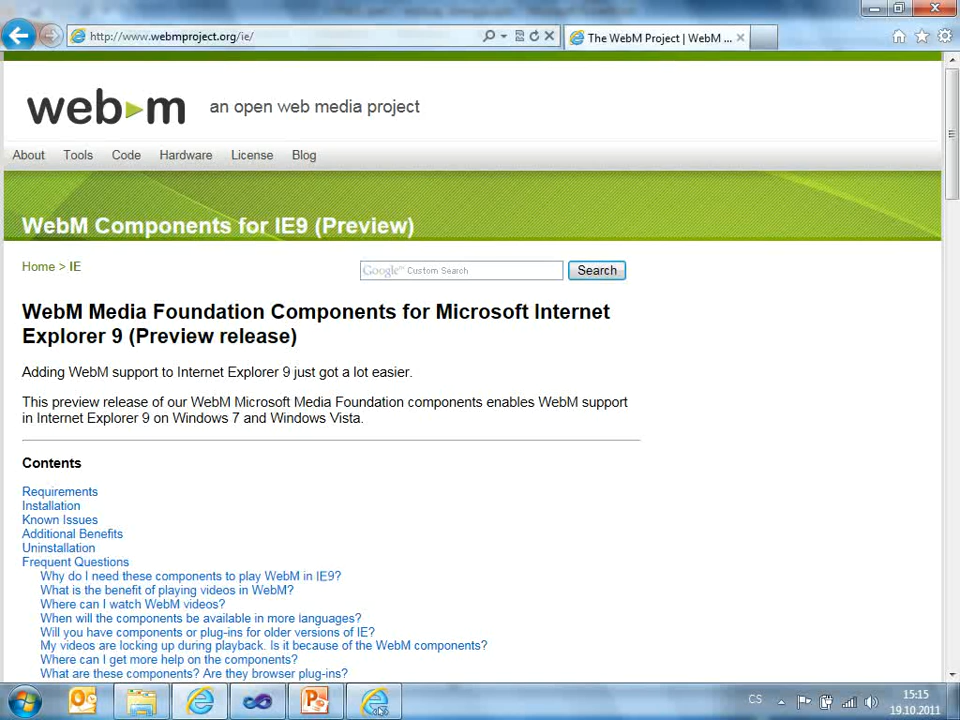 http://www.webmproject.org/ie/
The WebM Project | WebM ...
webm
an open web media project
About Tools Code Hardware License Blog
WebM Components for IE9 (Preview)
Home > IE
Google™ Custom Search
Search
WebM Media Foundation Components for Microsoft Internet
Explorer 9 (Preview release)
Adding WebM support to Internet Explorer 9 just got a lot easier.
This preview release of our WebM Microsoft Media Foundation components enables WebM support
in Internet Explorer 9 on Windows 7 and Windows Vista.
Contents
Requirements
Installation
Known Issues
Additional Benefits
Uninstallation
Frequent Questions
Why do I need these components to play WebM in IE9?
What is the benefit of playing videos in WebM?
Where can I watch WebM videos?
When will the components be available in more languages?
Will you have components or plug-ins for older versions of IE?
My videos are locking up during playback. Is it because of the WebM components?
Where can I get more help on the components?
What are these components? Are they browser plug-ins?
CS
15:15
19.10.2011